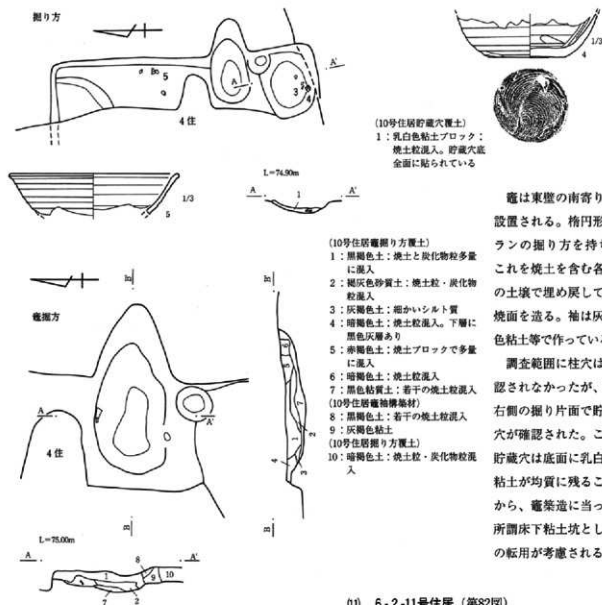 掘り方
A
A'
5
3
4
4住
1/3
4
(10号住居貯蔵穴覆土)
1：乳白色粘土ブロック：
焼土粒混入。貯蔵穴底
全面に貼られている
1/3
5
L=74.90m
A
1
A'
竈掘方
B'
A
A'
4住
B
B'
6
5
7
1
2
3
4
B
(10号住居竈掘り方覆土)
1：黒褐色土：焼土と炭化物粒多量
に混入
2：褐灰色砂質土：焼土粒・炭化物
粒混入
3：灰褐色土：細かいシルト質
4：暗褐色土：焼土粒混入。下層に
黒色灰層あり
5：赤褐色土：焼土ブロックで多量
に混入
6：暗褐色土：焼土粒混入
7：黒色粘質土：若干の焼土粒混入
(10号住居竈袖構築材)
8：黒褐色土：若干の焼土粒混入
9：灰褐色粘土
(10号住居掘り方覆土)
10：暗褐色土：焼土粒・炭化物粒混
入
L=75.00m
A
A'
8
1
9
10
7
2
竈は東壁の南寄り
設置される。楕円形
ランの掘り方を持ち
これを焼土を含む各
の土壌で埋め戻して
焼面を造る。袖は灰
色粘土等で作ってい
調査範囲に柱穴は
認されなかったが、
右側の掘り片面で貯
穴が確認された。こ
貯蔵穴は底面に乳白
粘土が均質に残るこ
から、竈築造に当っ
所謂床下粘土坑とし
の転用が考慮される
(11) 6-2-11号住居 (第82図)